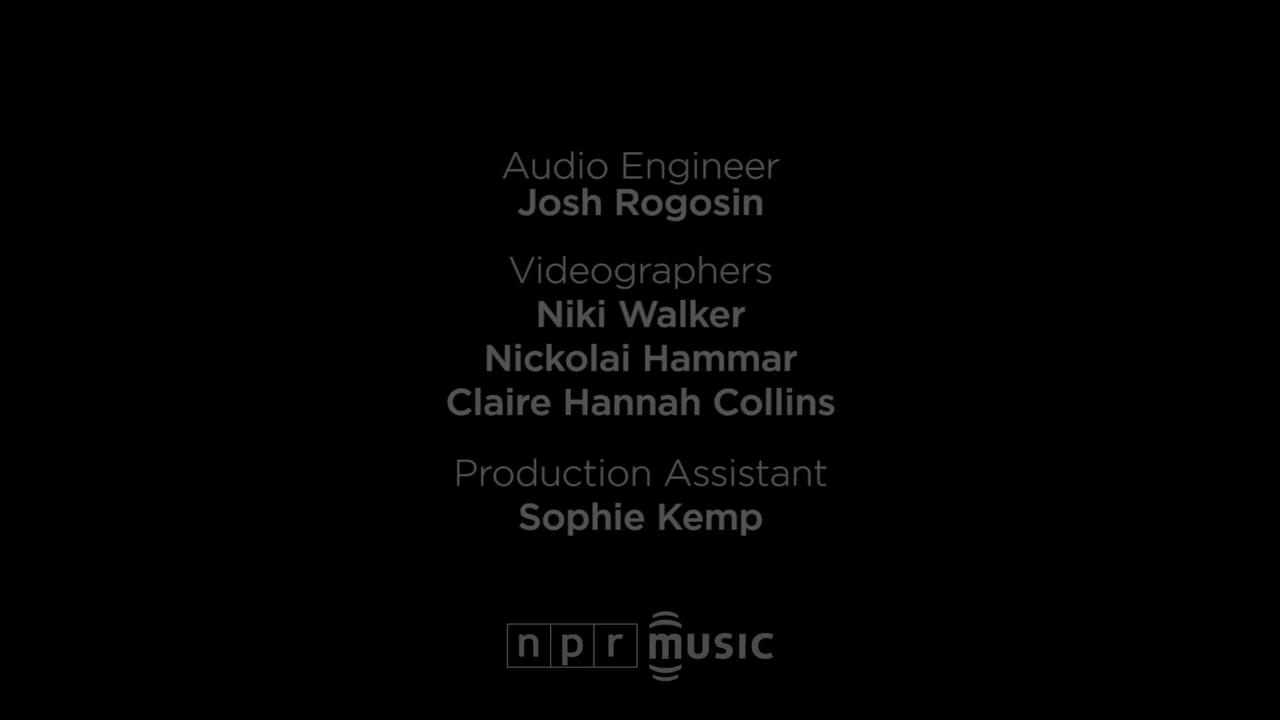 Audio Engineer
Josh Rogosin
Videographers
Niki Walker
Nickolai Hammar
Claire Hannah Collins
Production Assistant
Sophie Kemp
npr music